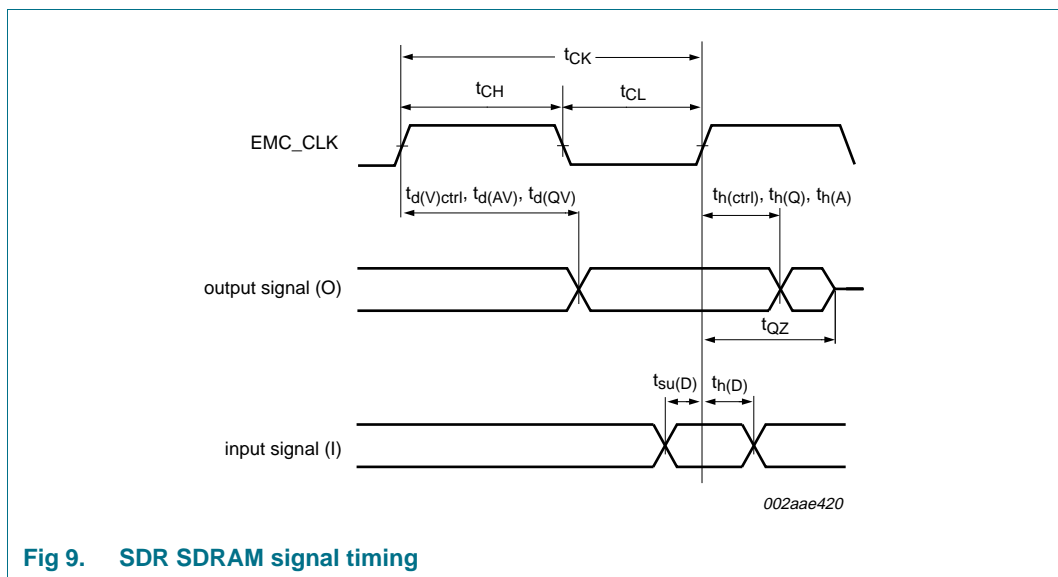 tCK
tCH
tCL
EMC_CLK
td(V)ctrl, td(AV), td(QV)
th(ctrl), th(Q), th(A)
output signal (O)
tQZ
tsu(D)
th(D)
input signal (I)
002aae420
Fig 9. SDR SDRAM signal timing